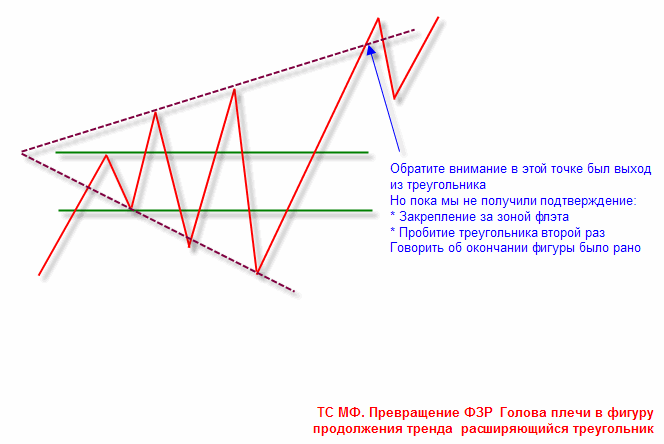 Обратите внимание в этой точке был выход
из треугольника
Но пока мы не получили подтверждение:
* Закрепление за зоной флэта
* Пробитие треугольника второй раз
Говорить об окончании фигуры было рано
ТС МФ. Превращение ФЗР Голова плечи в фигуру
продолжения тренда расширяющийся треугольник